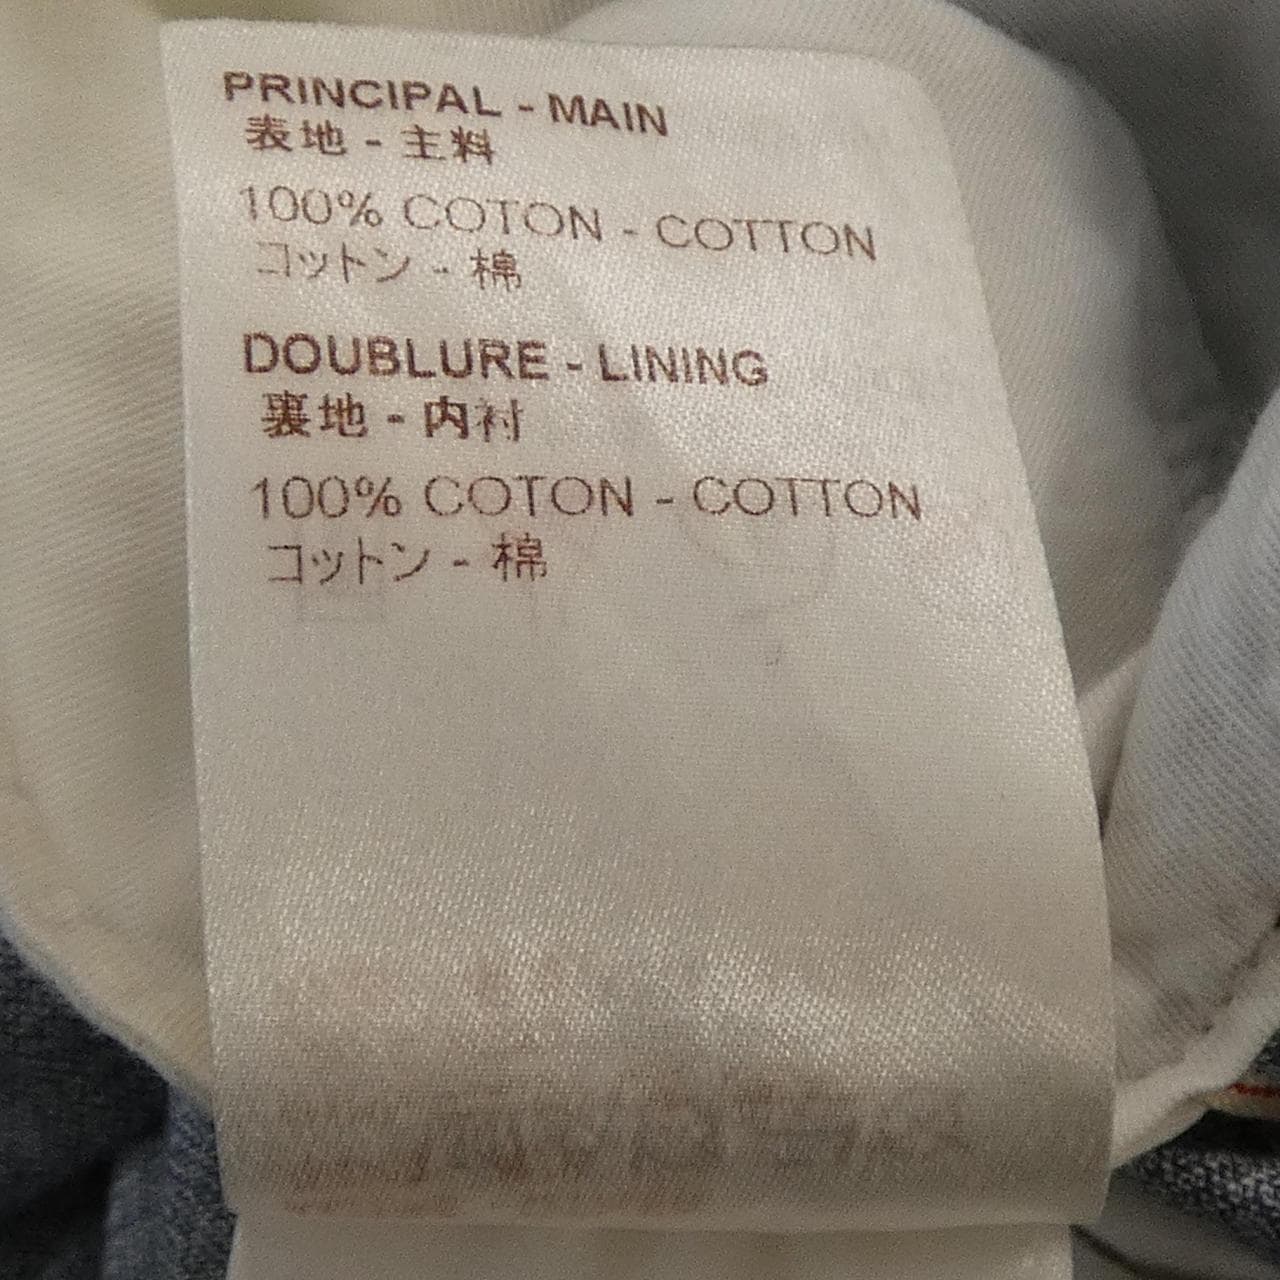 PRINCIPAL - MAIN
表地 - 主料
100% COTON - COTTON
コットン - 棉
DOUBLURE - LINING
裏地 - 内衬
100% COTON - COTTON
コットン - 棉